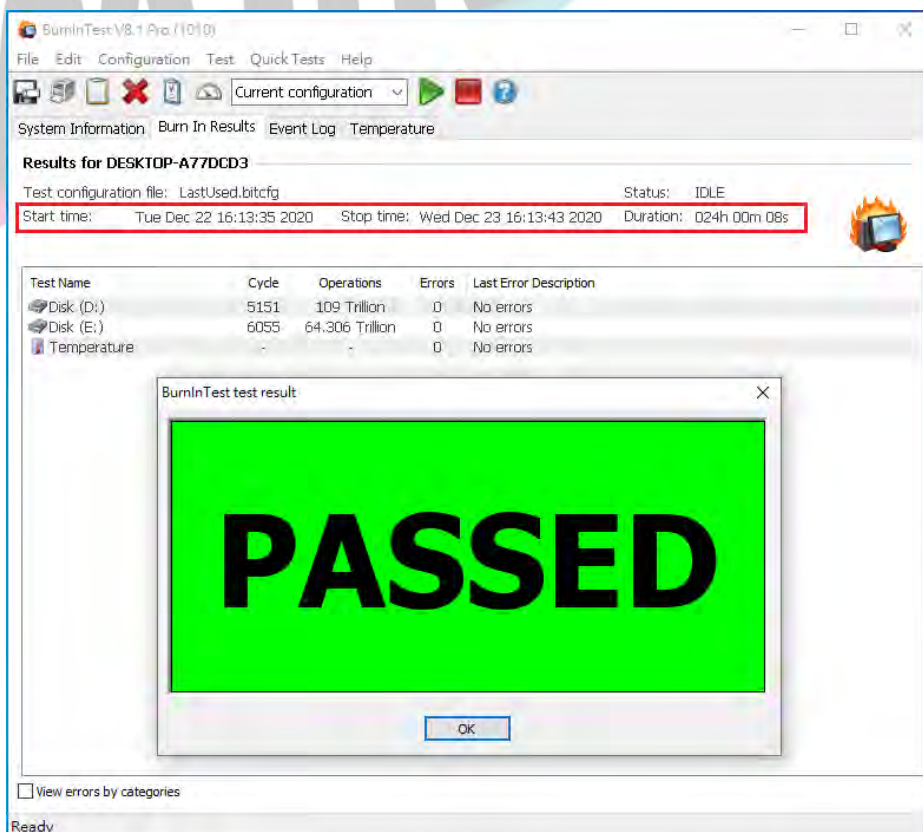 BurnInTest V8.1 Pro (1010)
File Edit Configuration Test Quick Tests Help
Current configuration
System Information Burn In Results Event Log Temperature
Results for DESKTOP-A77DCD3
Test configuration file: LastUsed.bitcfg Status: IDLE
Start time: Tue Dec 22 16:13:35 2020 Stop time: Wed Dec 23 16:13:43 2020 Duration: 024h 00m 08s
Test Name Cycle Operations Errors Last Error Description
Disk (D:) 5151 109 Trillion 0 No errors
Disk (E:) 6055 64.306 Trillion 0 No errors
Temperature - - 0 No errors
BurnInTest test result
PASSED
OK
View errors by categories
Ready